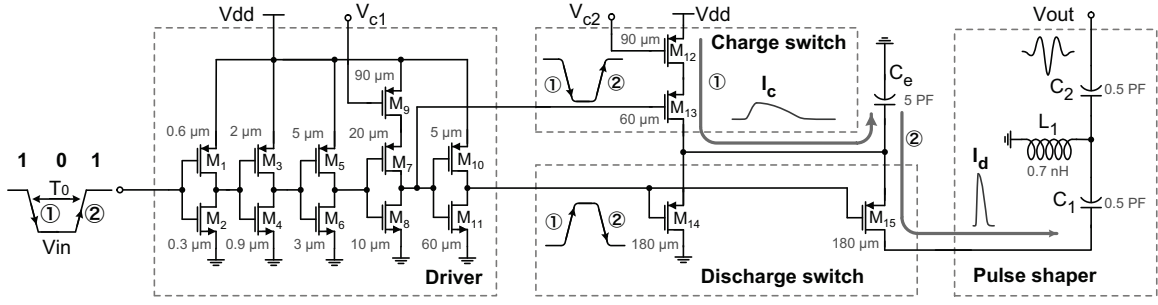 Vdd
Vc1
Vc2
Vdd
Vout
90 µm
M12
Charge switch
①
Ic
①
②
M13
60 µm
Ce
5 PF
②
C2
0.5 PF
L1
0.7 nH
C1
0.5 PF
Id
90 µm
M9
0.6 µm
2 µm
5 µm
20 µm
5 µm
M1
M3
M5
M7
M10
1 0 1
T0
①
②
Vin
M2
M4
M6
M8
M11
0.3 µm
0.9 µm
3 µm
10 µm
60 µm
Driver
①
②
M14
180 µm
M15
180 µm
Discharge switch
Pulse shaper